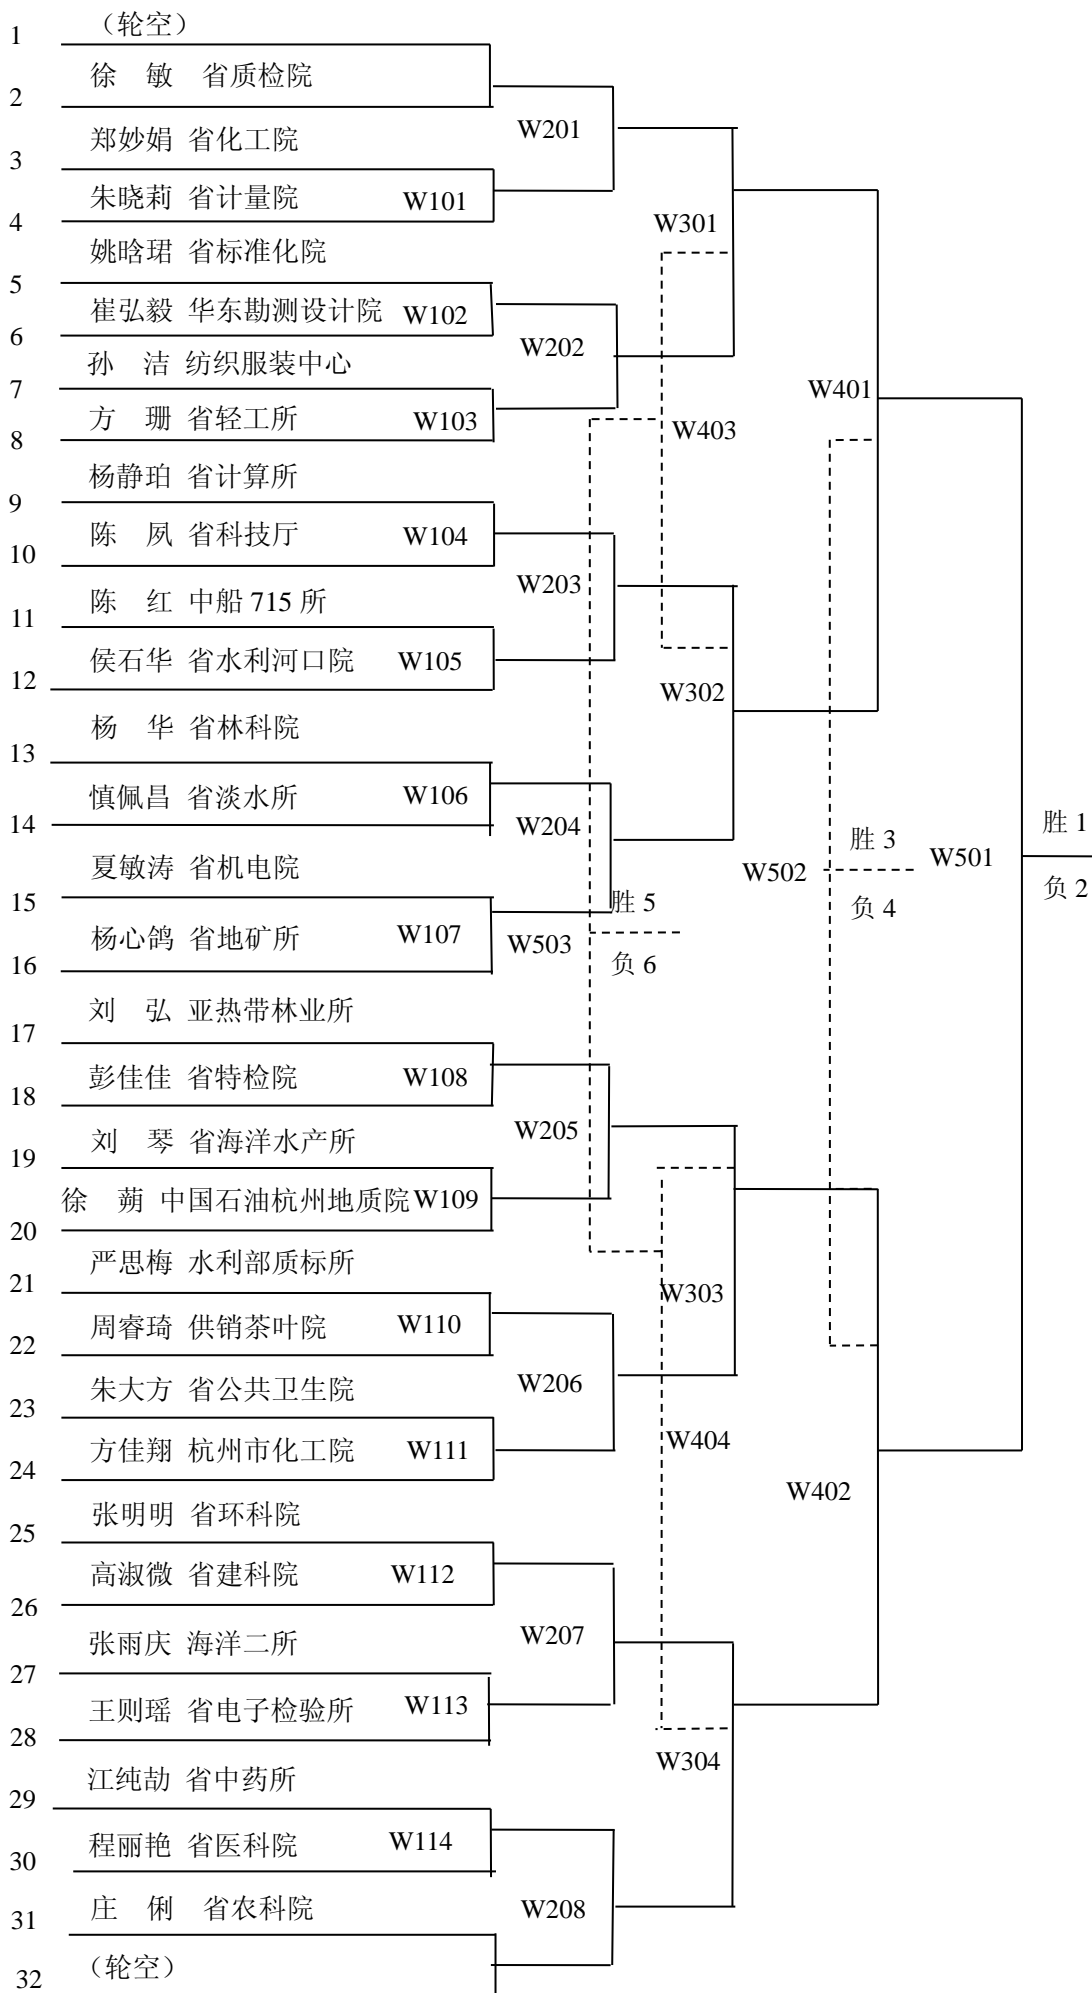 1 （轮空）
徐 敏 省质检院
2
W201
郑妙娟 省化工院
3
朱晓莉 省计量院 W101
4
W301
姚晗珺 省标准化院
5
崔弘毅 华东勘测设计院 W102
6
W202
孙 洁 纺织服装中心
7
W401
方 珊 省轻工所 W103
8
W403
杨静珀 省计算所
9
陈 夙 省科技厅 W104
10
W203
陈 红 中船 715 所
11
侯石华 省水利河口院 W105
12
W302
杨 华 省林科院
13
慎佩昌 省淡水所 W106
14
W204
胜 1
胜 3
W501
夏敏涛 省机电院
W502
负 2
15
胜 5
负 4
杨心鸽 省地矿所 W107
W503
16
负 6
刘 弘 亚热带林业所
17
彭佳佳 省特检院 W108
18
W205
刘 琴 省海洋水产所
19
徐 蒴 中国石油杭州地质院 W109
20
严思梅 水利部质标所
21
W303
周睿琦 供销茶叶院 W110
22
W206
朱大方 省公共卫生院
23
W404
方佳翔 杭州市化工院 W111
24
W402
张明明 省环科院
25
高淑微 省建科院 W112
26
W207
张雨庆 海洋二所
27
王则瑶 省电子检验所 W113
28
W304
江纯劼 省中药所
29
程丽艳 省医科院 W114
30
庄 俐 省农科院
W208
31
（轮空）
32